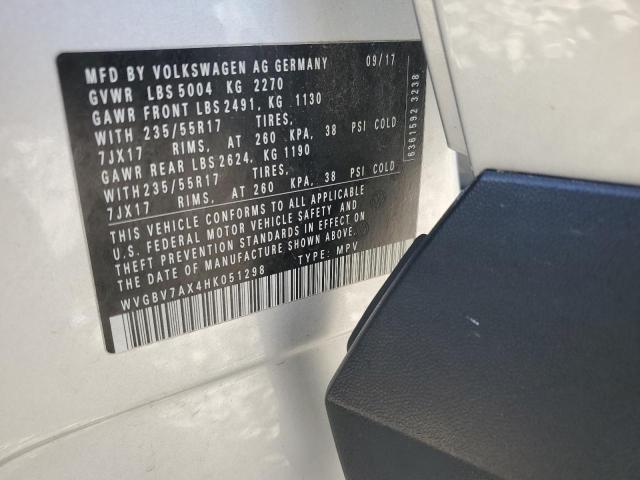 MFD BY VOLKSWAGEN AG GERMANY 09/17
GVWR LBS 5004 KG 2270
GAWR FRONT LBS 2491, KG 1130
WITH 235/55R17 TIRES,
7JX17 RIMS, AT 260 KPA, 38 PSI COLD
GAWR REAR LBS 2624, KG 1190
WITH 235/55R17 TIRES,
7JX17 RIMS, AT 260 KPA, 38 PSI COLD
THIS VEHICLE CONFORMS TO ALL APPLICABLE
U.S. FEDERAL MOTOR VEHICLE SAFETY AND
THEFT PREVENTION STANDARDS IN EFFECT ON
THE DATE OF MANUFACTURE SHOWN ABOVE.
WVGBV7AX4HK051298 TYPE: MPV
6361592 3238